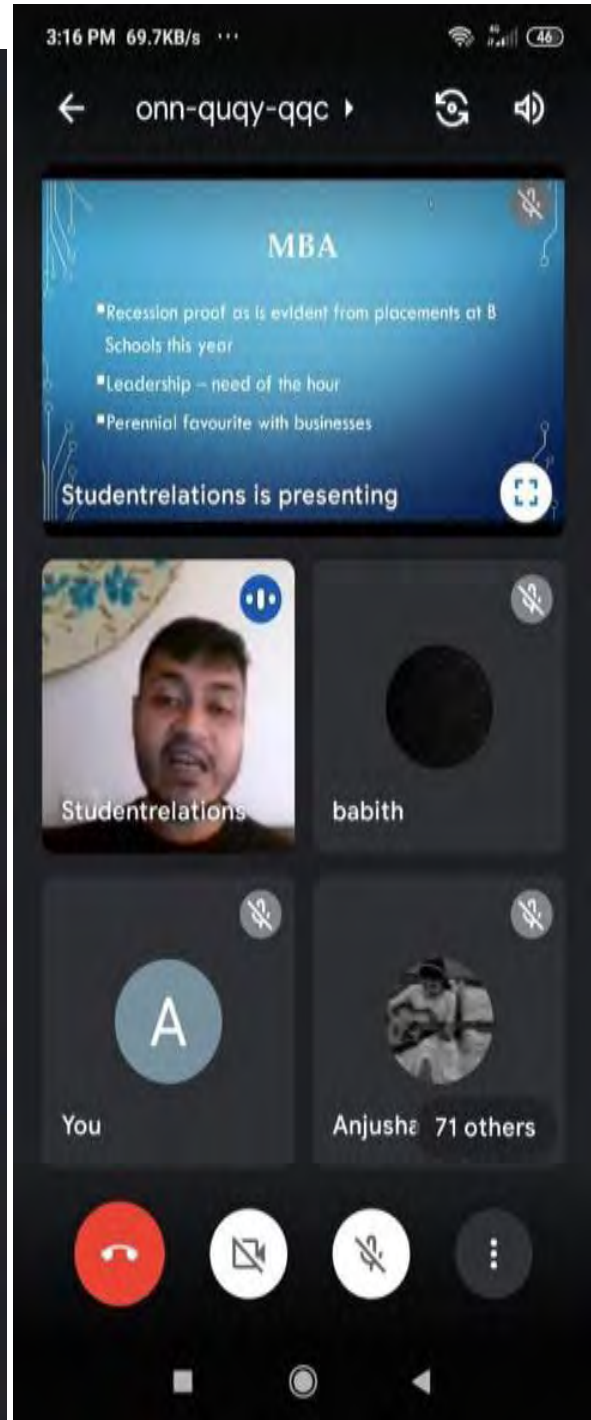 3:16 PM 69.7KB/s ···
4G
46
onn-quqy-qqc
MBA
▪Recession proof as is evident from placements at B
Schools this year
▪Leadership – need of the hour
▪Perennial favourite with businesses
Studentrelations is presenting
Studentrelations
babith
A
You
Anjusha
71 others